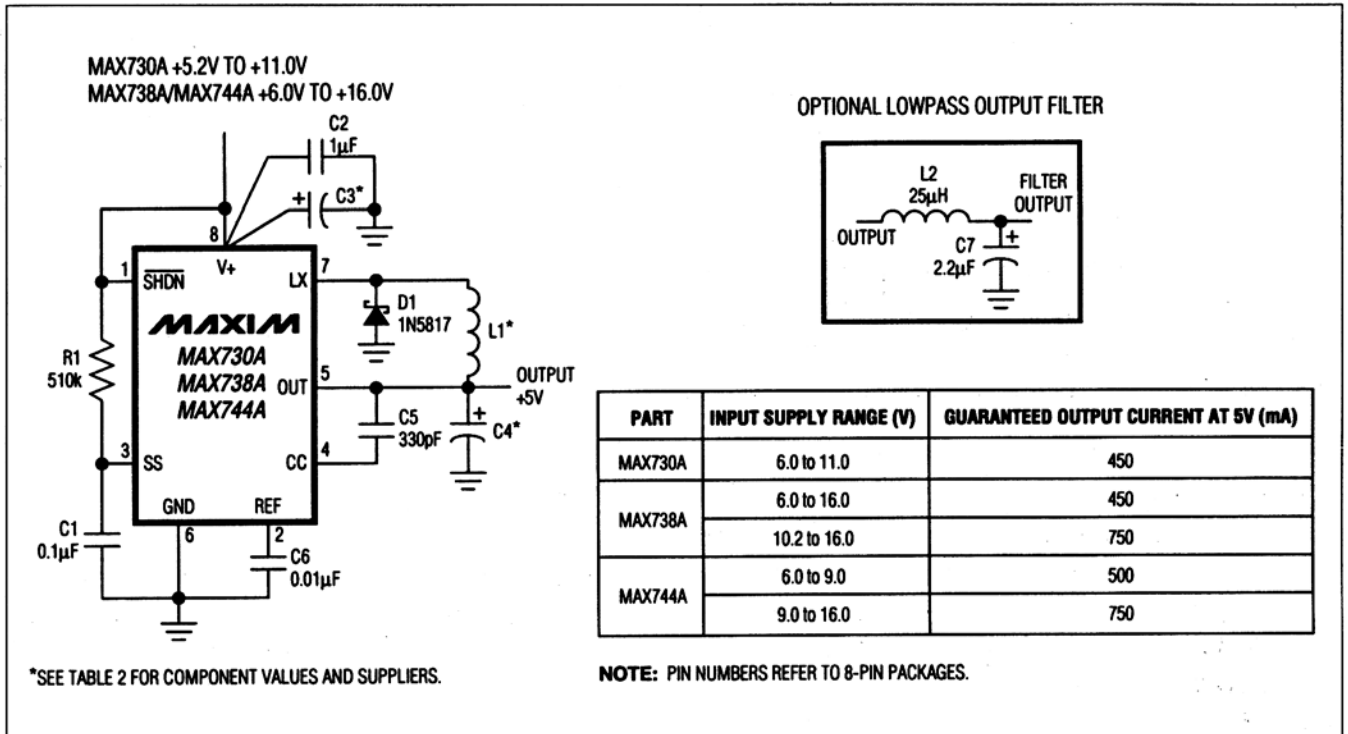 MAX730A +5.2V TO +11.0V
MAX738A/MAX744A +6.0V TO +16.0V
C2
1µF
+
C3*
8
V+
1
SHDN
7
LX
MAXIM
MAX730A
MAX738A
MAX744A
R1
510k
D1
1N5817
L1*
OUT
5
OUTPUT
+5V
C5
330pF
+
C4*
3
SS
4
CC
GND
REF
6
2
C1
0.1µF
C6
0.01µF
*SEE TABLE 2 FOR COMPONENT VALUES AND SUPPLIERS.
OPTIONAL LOWPASS OUTPUT FILTER
L2
25µH
FILTER
OUTPUT
OUTPUT
+
C7
2.2µF
PART INPUT SUPPLY RANGE (V) GUARANTEED OUTPUT CURRENT AT 5V (mA)
MAX730A 6.0 to 11.0 450
MAX738A 6.0 to 16.0 450
10.2 to 16.0 750
MAX744A 6.0 to 9.0 500
9.0 to 16.0 750
NOTE: PIN NUMBERS REFER TO 8-PIN PACKAGES.